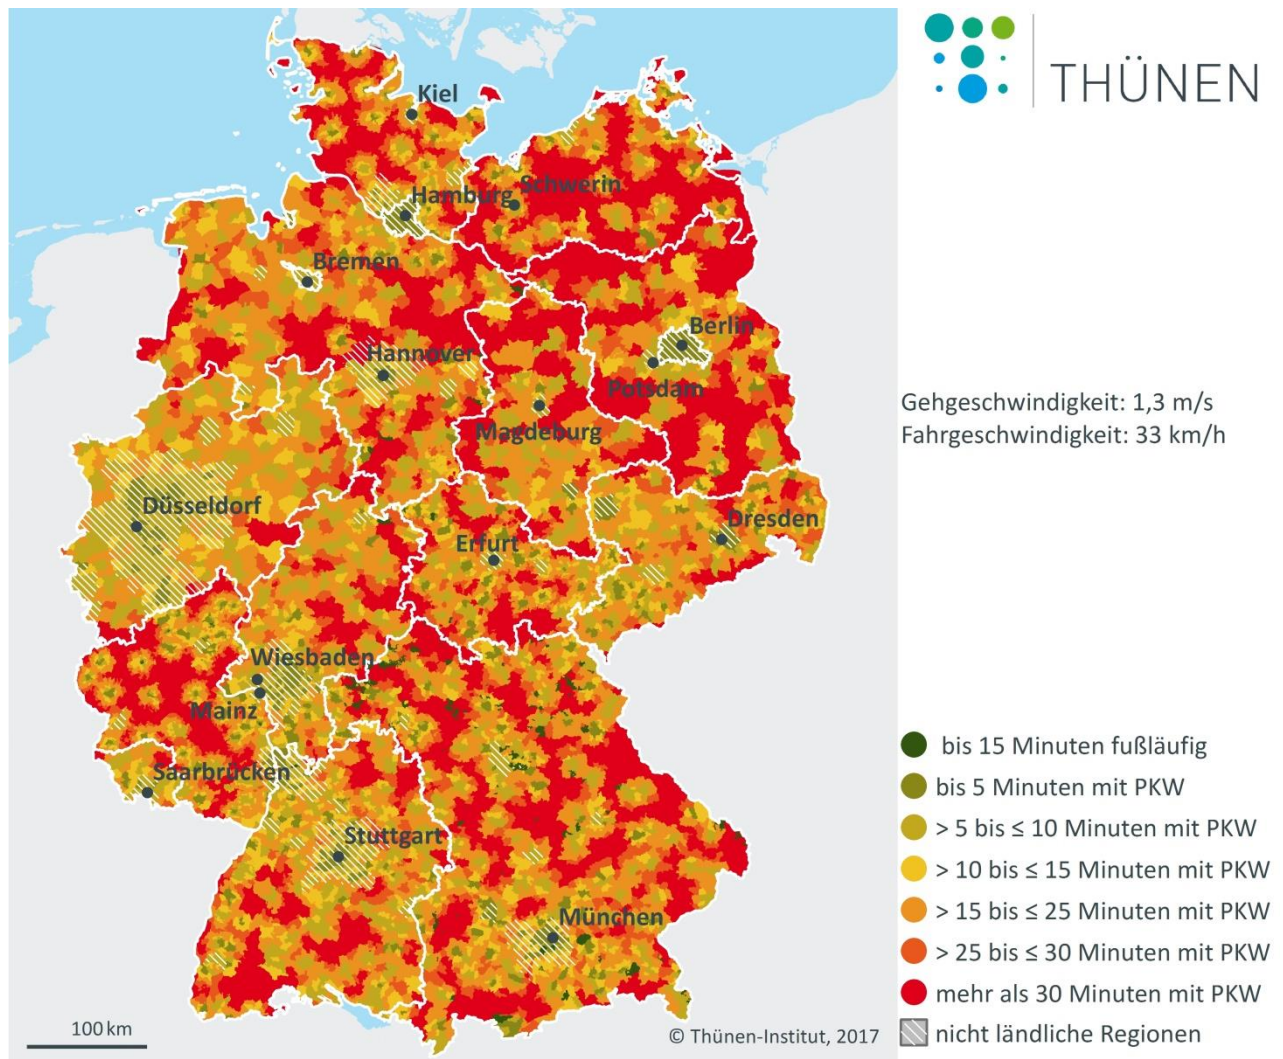 THÜNEN
Kiel
Hamburg
Schwerin
Bremen
Berlin
Hannover
Potsdam
Magdeburg
Düsseldorf
Dresden
Erfurt
Wiesbaden
Mainz
Saarbrücken
Stuttgart
München
100 km
© Thünen-Institut, 2017
Gehgeschwindigkeit: 1,3 m/s
Fahrgeschwindigkeit: 33 km/h
bis 15 Minuten fußläufig
bis 5 Minuten mit PKW
> 5 bis ≤ 10 Minuten mit PKW
> 10 bis ≤ 15 Minuten mit PKW
> 15 bis ≤ 25 Minuten mit PKW
> 25 bis ≤ 30 Minuten mit PKW
mehr als 30 Minuten mit PKW
nicht ländliche Regionen